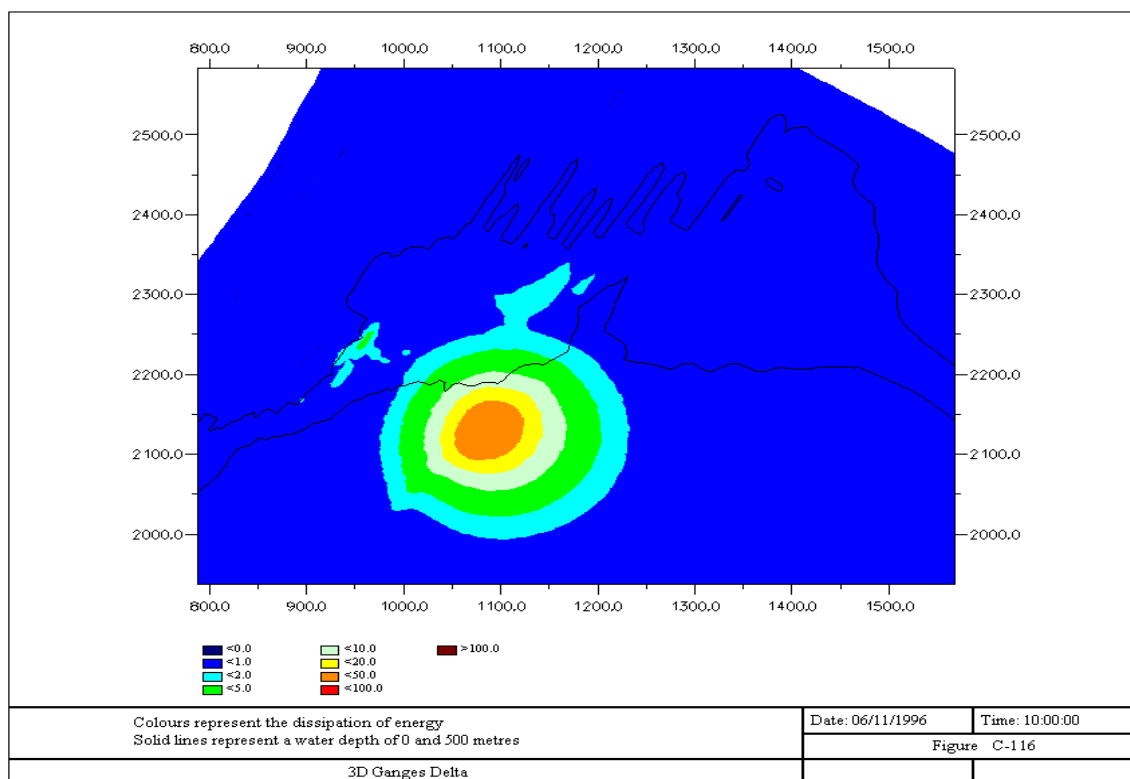 800.0 900.0 1000.0 1100.0 1200.0 1300.0 1400.0 1500.0
2500.0 2500.0
2400.0 2400.0
2300.0 2300.0
2200.0 2200.0
2100.0 2100.0
2000.0 2000.0
800.0 900.0 1000.0 1100.0 1200.0 1300.0 1400.0 1500.0
<0.0 <10.0 >100.0
<1.0 <20.0
<2.0 <50.0
<5.0 <100.0
Colours represent the dissipation of energy
Solid lines represent a water depth of 0 and 500 metres
Date: 06/11/1996 Time: 10:00:00
Figure C-116
3D Ganges Delta